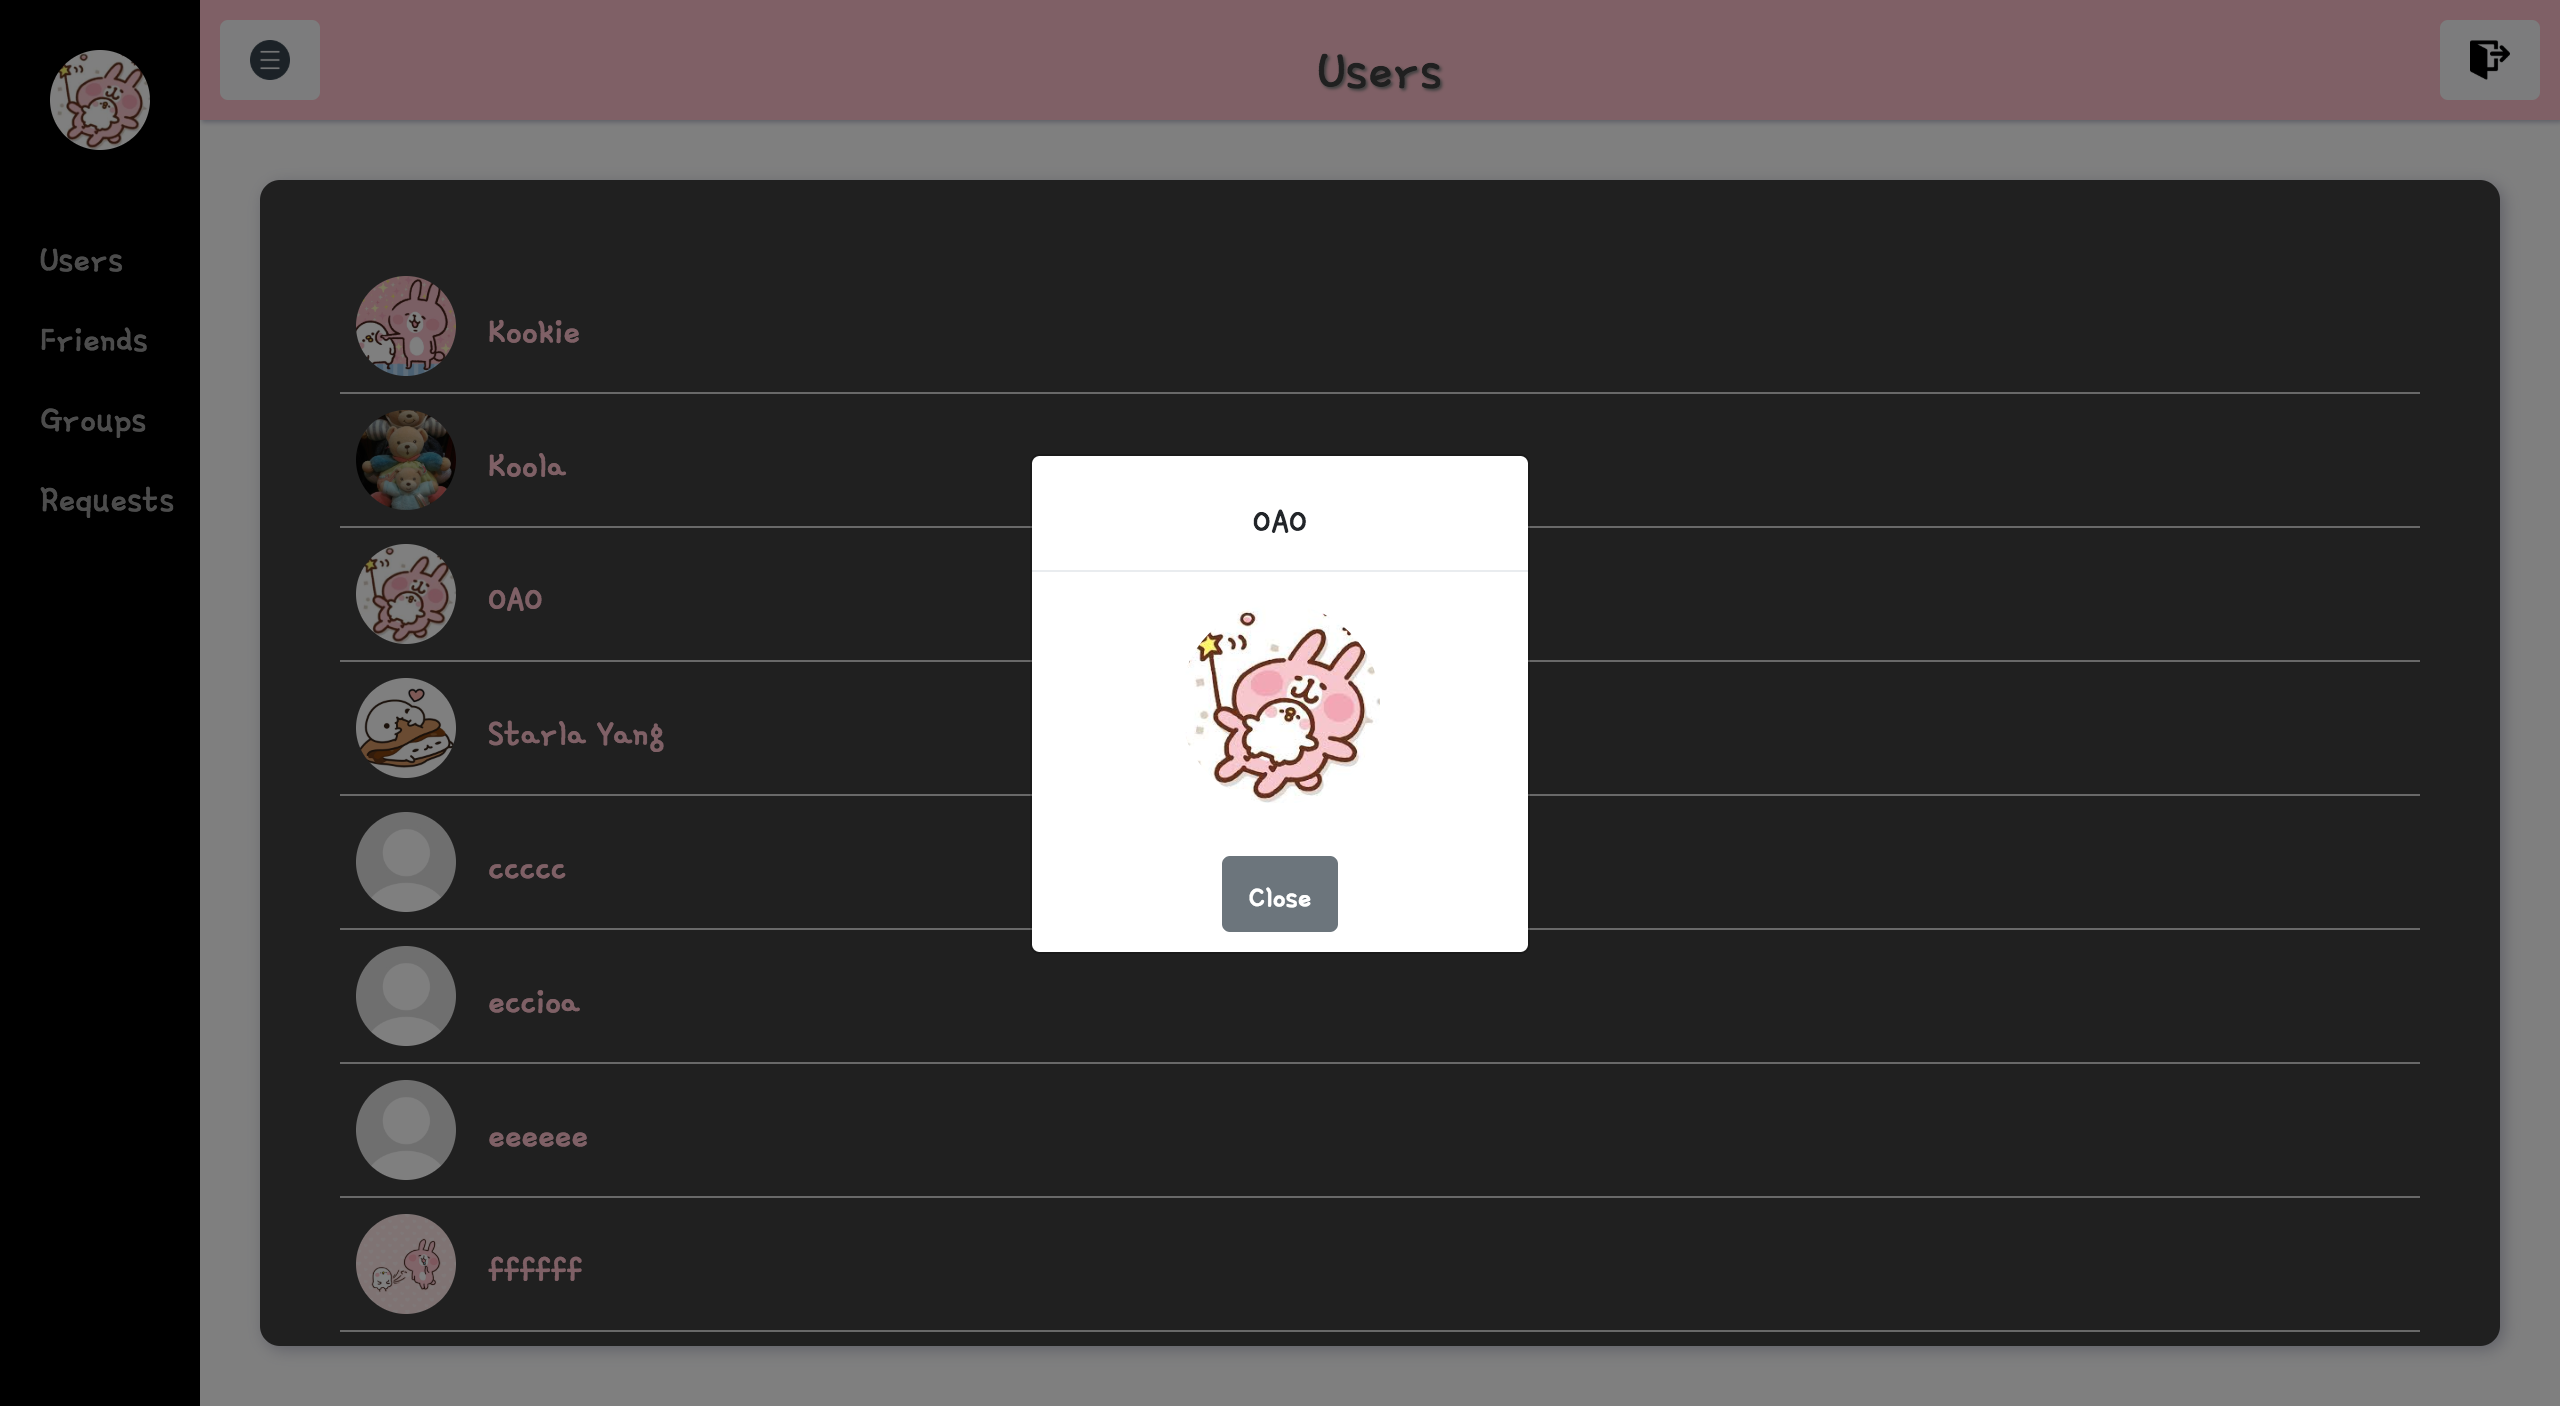 Users
Users
Friends
Groups
Requests
Kookie
Koola
OAO
Starla Yang
ccccc
eccioa
eeeeee
ffffff
OAO
Close